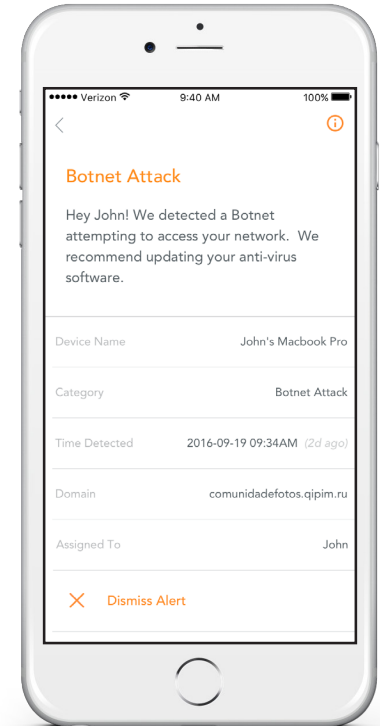 Verizon 9:40 AM 100%
Botnet Attack
Hey John! We detected a Botnet
attempting to access your network. We
recommend updating your anti-virus
software.
Device Name John's Macbook Pro
Category Botnet Attack
Time Detected 2016-09-19 09:34AM (2d ago)
Domain comunidadefotos.qipim.ru
Assigned To John
Dismiss Alert